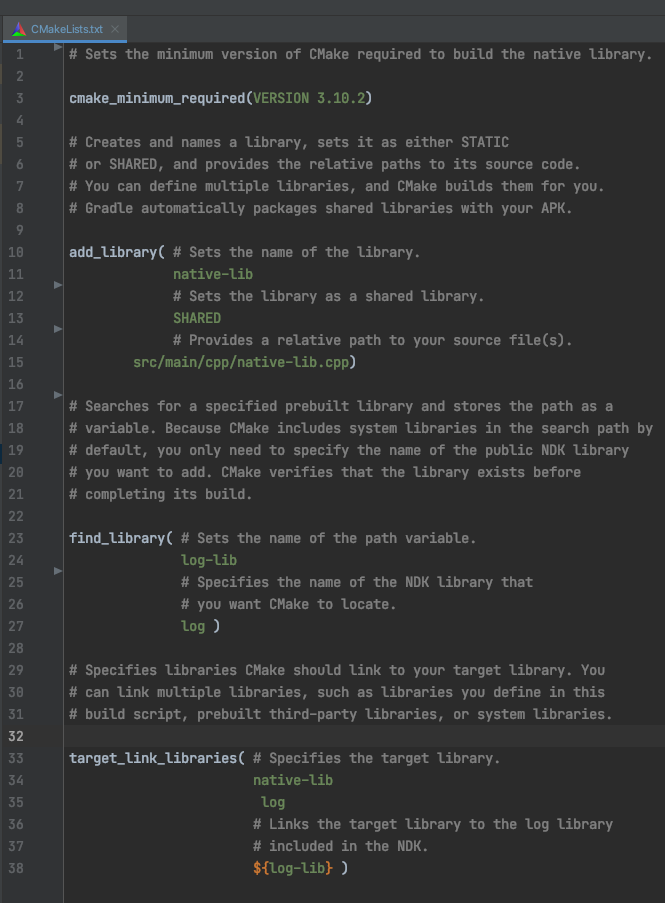 CMakeLists.txt
1 # Sets the minimum version of CMake required to build the native library.
2
3 cmake_minimum_required(VERSION 3.10.2)
4
5 # Creates and names a library, sets it as either STATIC
6 # or SHARED, and provides the relative paths to its source code.
7 # You can define multiple libraries, and CMake builds them for you.
8 # Gradle automatically packages shared libraries with your APK.
9
10 add_library( # Sets the name of the library.
11              native-lib
12              # Sets the library as a shared library.
13              SHARED
14              # Provides a relative path to your source file(s).
15         src/main/cpp/native-lib.cpp)
16
17 # Searches for a specified prebuilt library and stores the path as a
18 # variable. Because CMake includes system libraries in the search path by
19 # default, you only need to specify the name of the public NDK library
20 # you want to add. CMake verifies that the library exists before
21 # completing its build.
22
23 find_library( # Sets the name of the path variable.
24               log-lib
25               # Specifies the name of the NDK library that
26               # you want CMake to locate.
27               log )
28
29 # Specifies libraries CMake should link to your target library. You
30 # can link multiple libraries, such as libraries you define in this
31 # build script, prebuilt third-party libraries, or system libraries.
32
33 target_link_libraries( # Specifies the target library.
34                        native-lib
35                         log
36                        # Links the target library to the log library
37                        # included in the NDK.
38                        ${log-lib} )